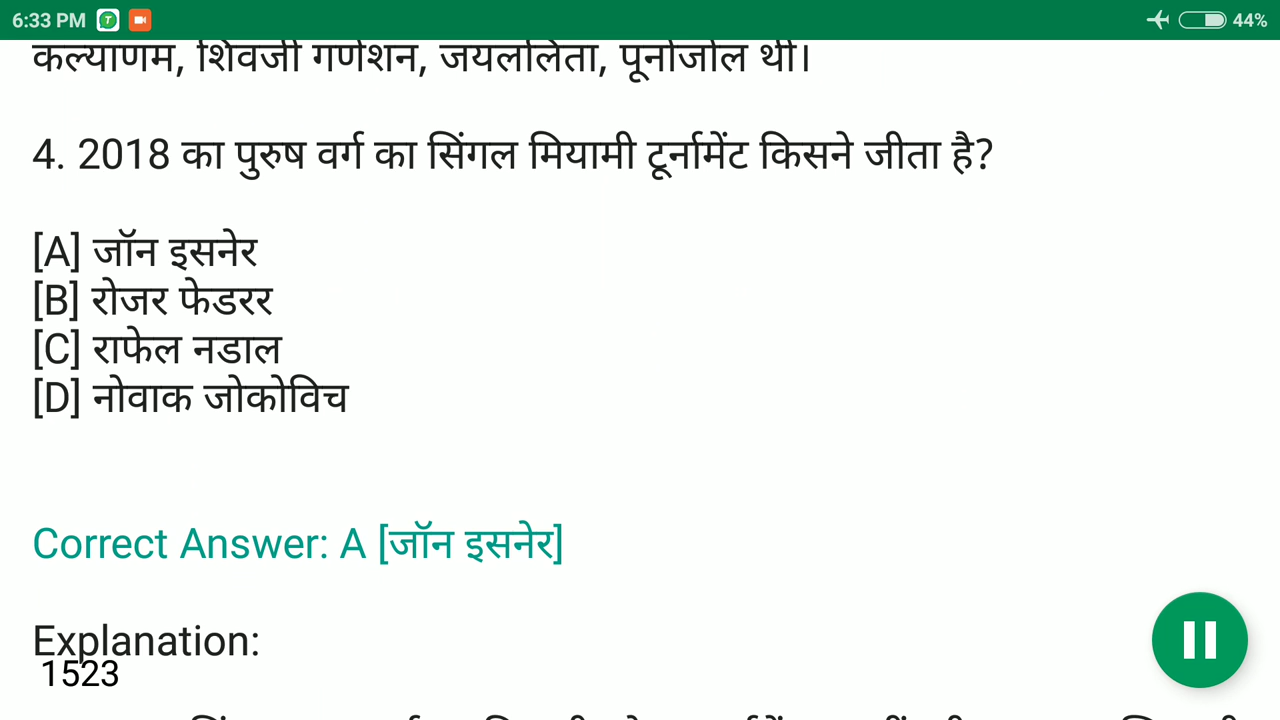 6:33 PM
44%
कल्याणम, शिवजी गणेशन, जयललिता, पूर्नाजोल थी।
4. 2018 का पुरुष वर्ग का सिंगल मियामी टूर्नामेंट किसने जीता है?
[A] जॉन इसनेर
[B] रोजर फेडरर
[C] राफेल नडाल
[D] नोवाक जोकोविच
Correct Answer: A [जॉन इसनेर]
Explanation:
1523